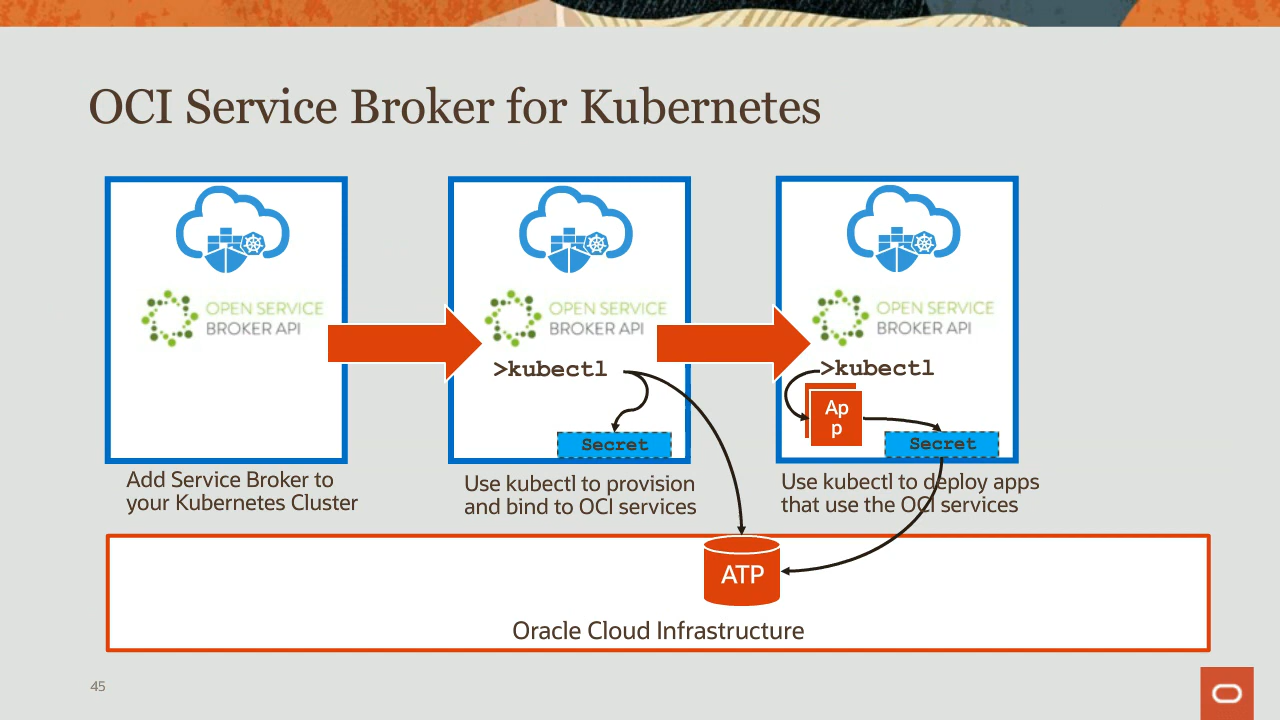 OCI Service Broker for Kubernetes
OPEN SERVICE
BROKER API
Add Service Broker to
your Kubernetes Cluster
OPEN SERVICE
BROKER API
>kubectl
Secret
Use kubectl to provision
and bind to OCI services
OPEN SERVICE
BROKER API
>kubectl
Ap
p
Secret
Use kubectl to deploy apps
that use the OCI services
ATP
Oracle Cloud Infrastructure
45